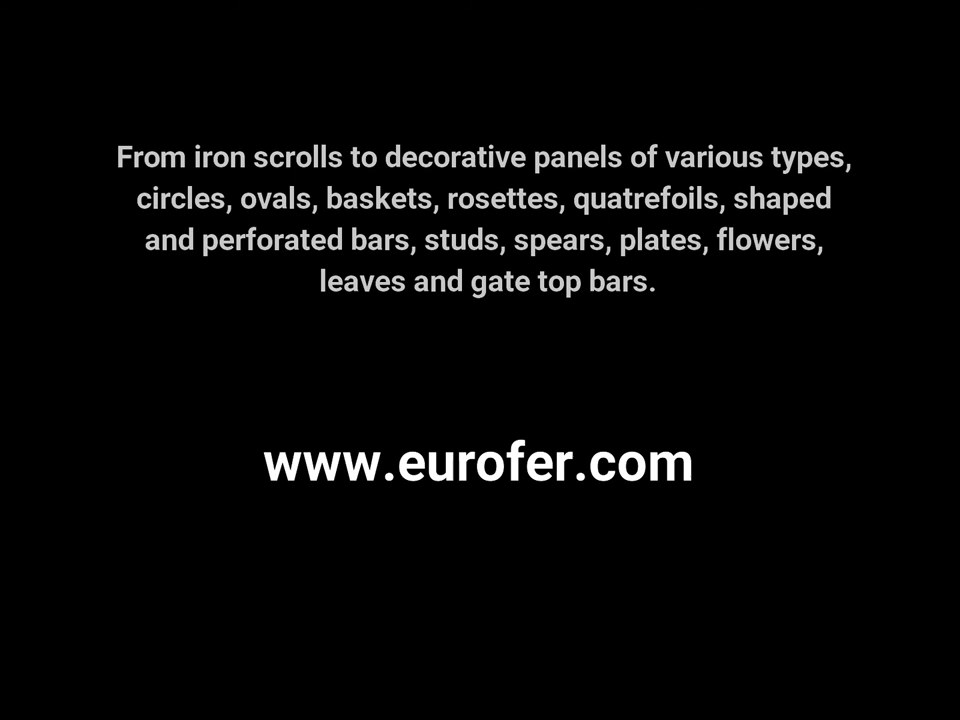 From iron scrolls to decorative panels of various types,
circles, ovals, baskets, rosettes, quatrefoils, shaped
and perforated bars, studs, spears, plates, flowers,
leaves and gate top bars.
www.eurofer.com